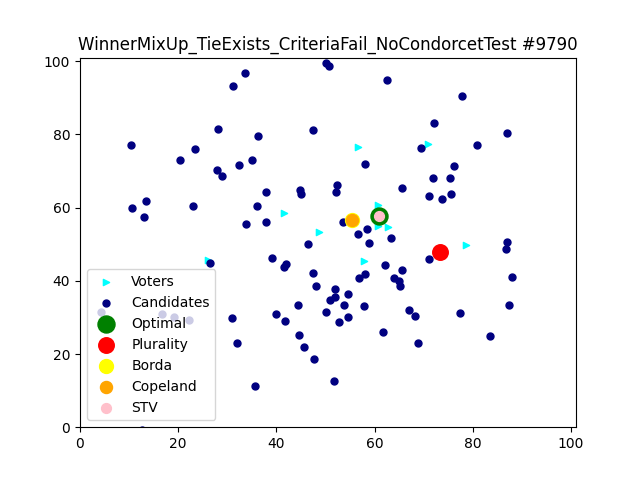 WinnerMixUp_TieExists_CriteriaFail_NoCondorcetTest #9790
100
80
60
40
20
0
Voters
Candidates
Optimal
Plurality
Borda
Copeland
STV
0 20 40 60 80 100